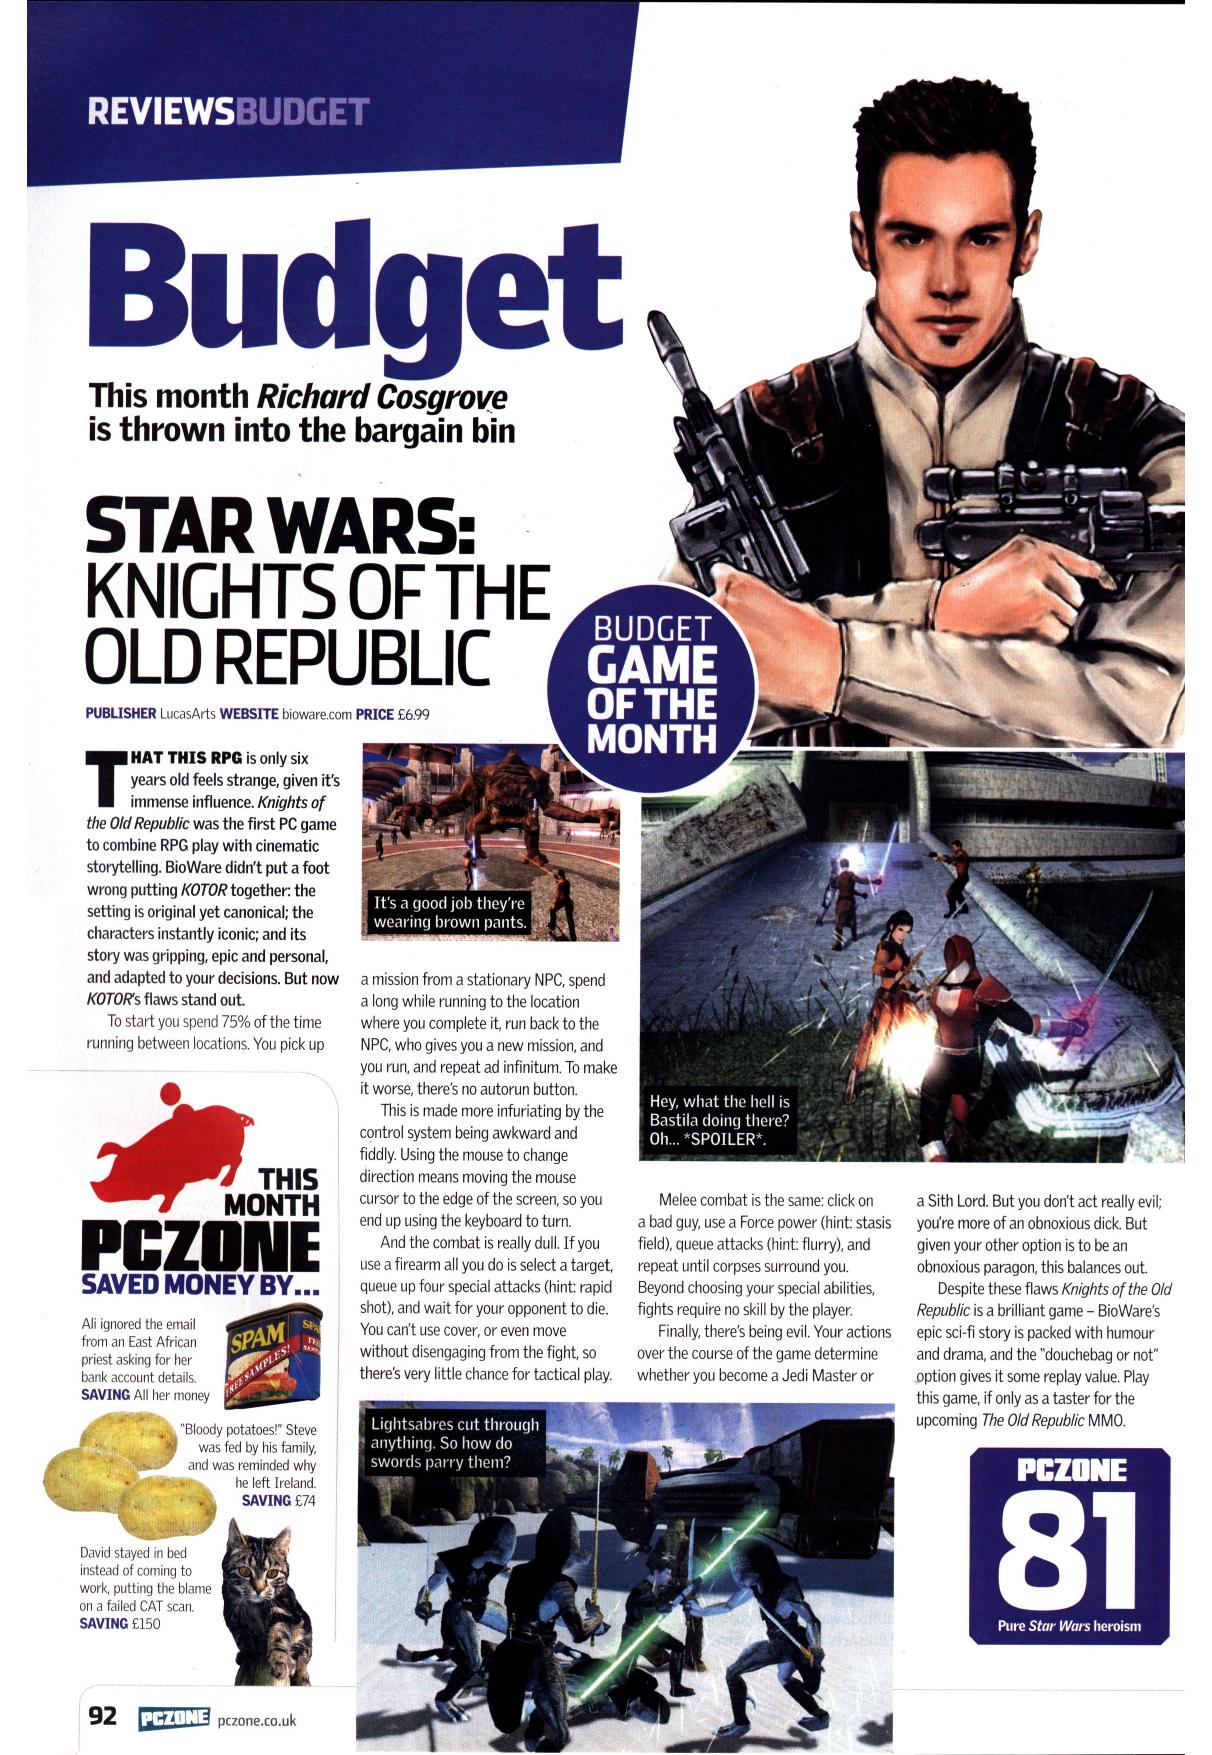 REVIEWSBUDGET
Budget
This month Richard Cosgrove
is thrown into the bargain bin
STAR WARS:
KNIGHTS OF THE
OLD REPUBLIC
BUDGET
GAME
OF THE
MONTH
PUBLISHER LucasArts WEBSITE bioware.com PRICE £6.99
THAT THIS RPG is only six
years old feels strange, given it's
immense influence. Knights of
the Old Republic was the first PC game
to combine RPG play with cinematic
storytelling. BioWare didn't put a foot
wrong putting KOTOR together: the
setting is original yet canonical; the
characters instantly iconic; and its
story was gripping, epic and personal,
and adapted to your decisions. But now
KOTOR's flaws stand out.
To start you spend 75% of the time
running between locations. You pick up
It's a good job they're
wearing brown pants.
a mission from a stationary NPC, spend
a long while running to the location
where you complete it, run back to the
NPC, who gives you a new mission, and
you run, and repeat ad infinitum. To make
it worse, there's no autorun button.
This is made more infuriating by the
control system being awkward and
fiddly. Using the mouse to change
direction means moving the mouse
cursor to the edge of the screen, so you
end up using the keyboard to turn.
And the combat is really dull. If you
use a firearm all you do is select a target,
queue up four special attacks (hint: rapid
shot), and wait for your opponent to die.
You can't use cover, or even move
without disengaging from the fight, so
there's very little chance for tactical play.
Hey, what the hell is
Bastila doing there?
Oh... *SPOILER*.
Melee combat is the same: click on
a bad guy, use a Force power (hint: stasis
field), queue attacks (hint: flurry), and
repeat until corpses surround you.
Beyond choosing your special abilities,
fights require no skill by the player.
Finally, there's being evil. Your actions
over the course of the game determine
whether you become a Jedi Master or
a Sith Lord. But you don't act really evil;
you're more of an obnoxious dick. But
given your other option is to be an
obnoxious paragon, this balances out.
Despite these flaws Knights of the Old
Republic is a brilliant game – BioWare's
epic sci-fi story is packed with humour
and drama, and the "douchebag or not"
option gives it some replay value. Play
this game, if only as a taster for the
upcoming The Old Republic MMO.
Lightsabres cut through
anything. So how do
swords parry them?
PCZONE
81
Pure Star Wars heroism
THIS
MONTH
PCZONE
SAVED MONEY BY...
Ali ignored the email
from an East African
priest asking for her
bank account details.
SAVING All her money
SPAM
FREE SAMPLES!
"Bloody potatoes!" Steve
was fed by his family,
and was reminded why
he left Ireland.
SAVING £74
David stayed in bed
instead of coming to
work, putting the blame
on a failed CAT scan.
SAVING £150
92 PCZONE pczone.co.uk